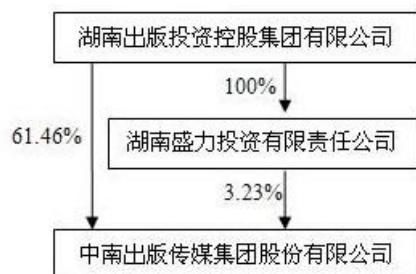 湖南出版投资控股集团有限公司
100%
61.46%
湖南盛力投资有限责任公司
3.23%
中南出版传媒集团股份有限公司